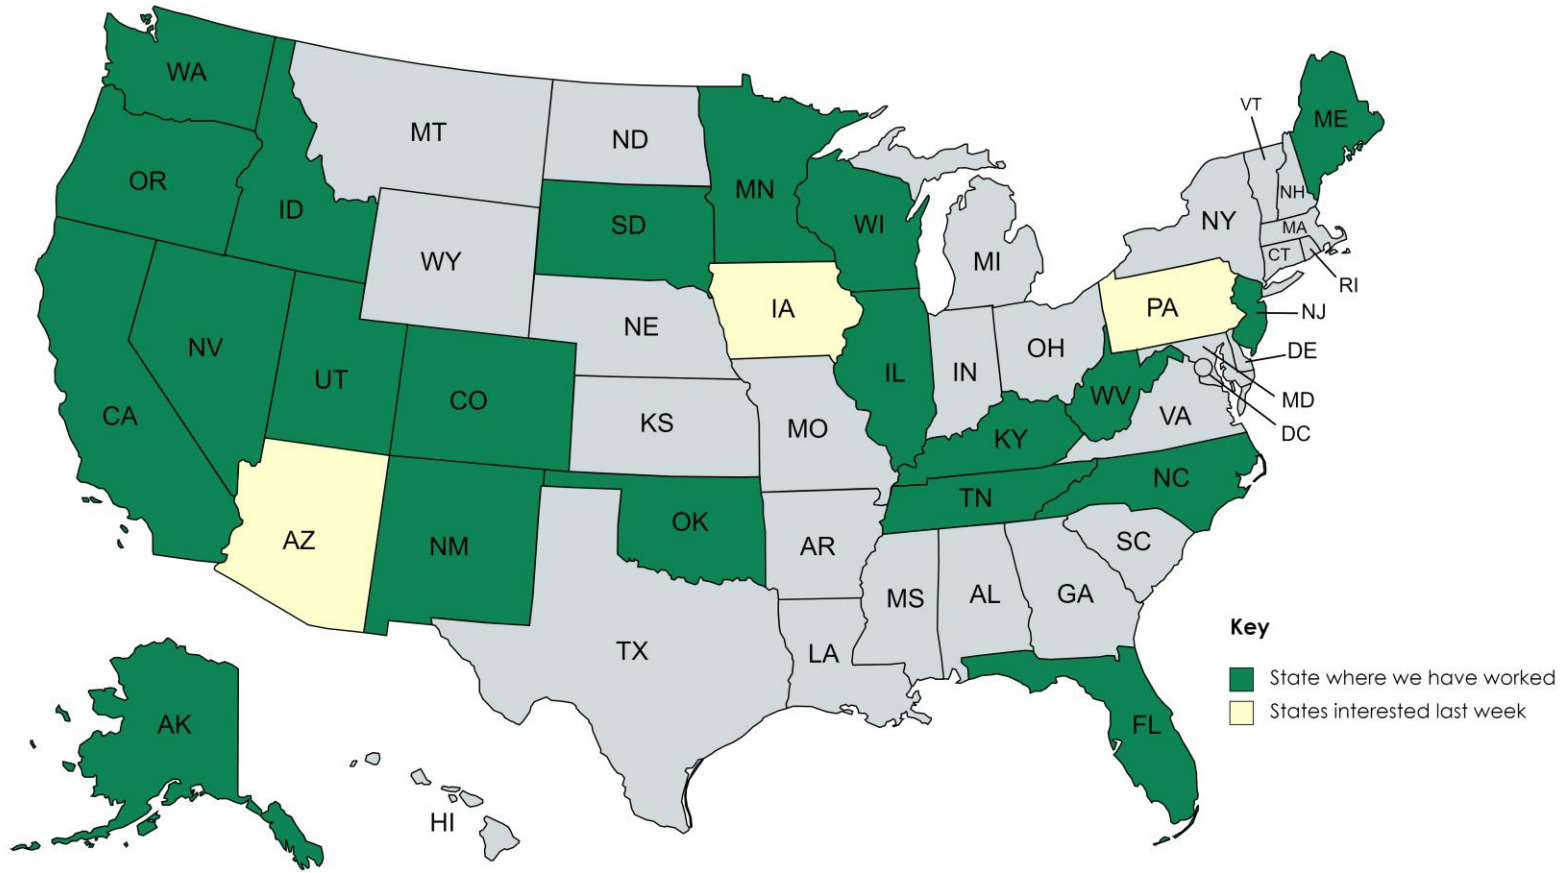 WA
MT
ND
MN
ME
VT
OR
ID
SD
WI
WY
MI
NY
NH
MA
CT
RI
IA
NE
PA
NJ
NV
UT
CO
IL
IN
OH
DE
CA
KS
MO
KY
WV
VA
MD
DC
AZ
NM
OK
AR
TN
NC
SC
MS
AL
GA
TX
LA
FL
AK
HI
Key
State where we have worked
States interested last week